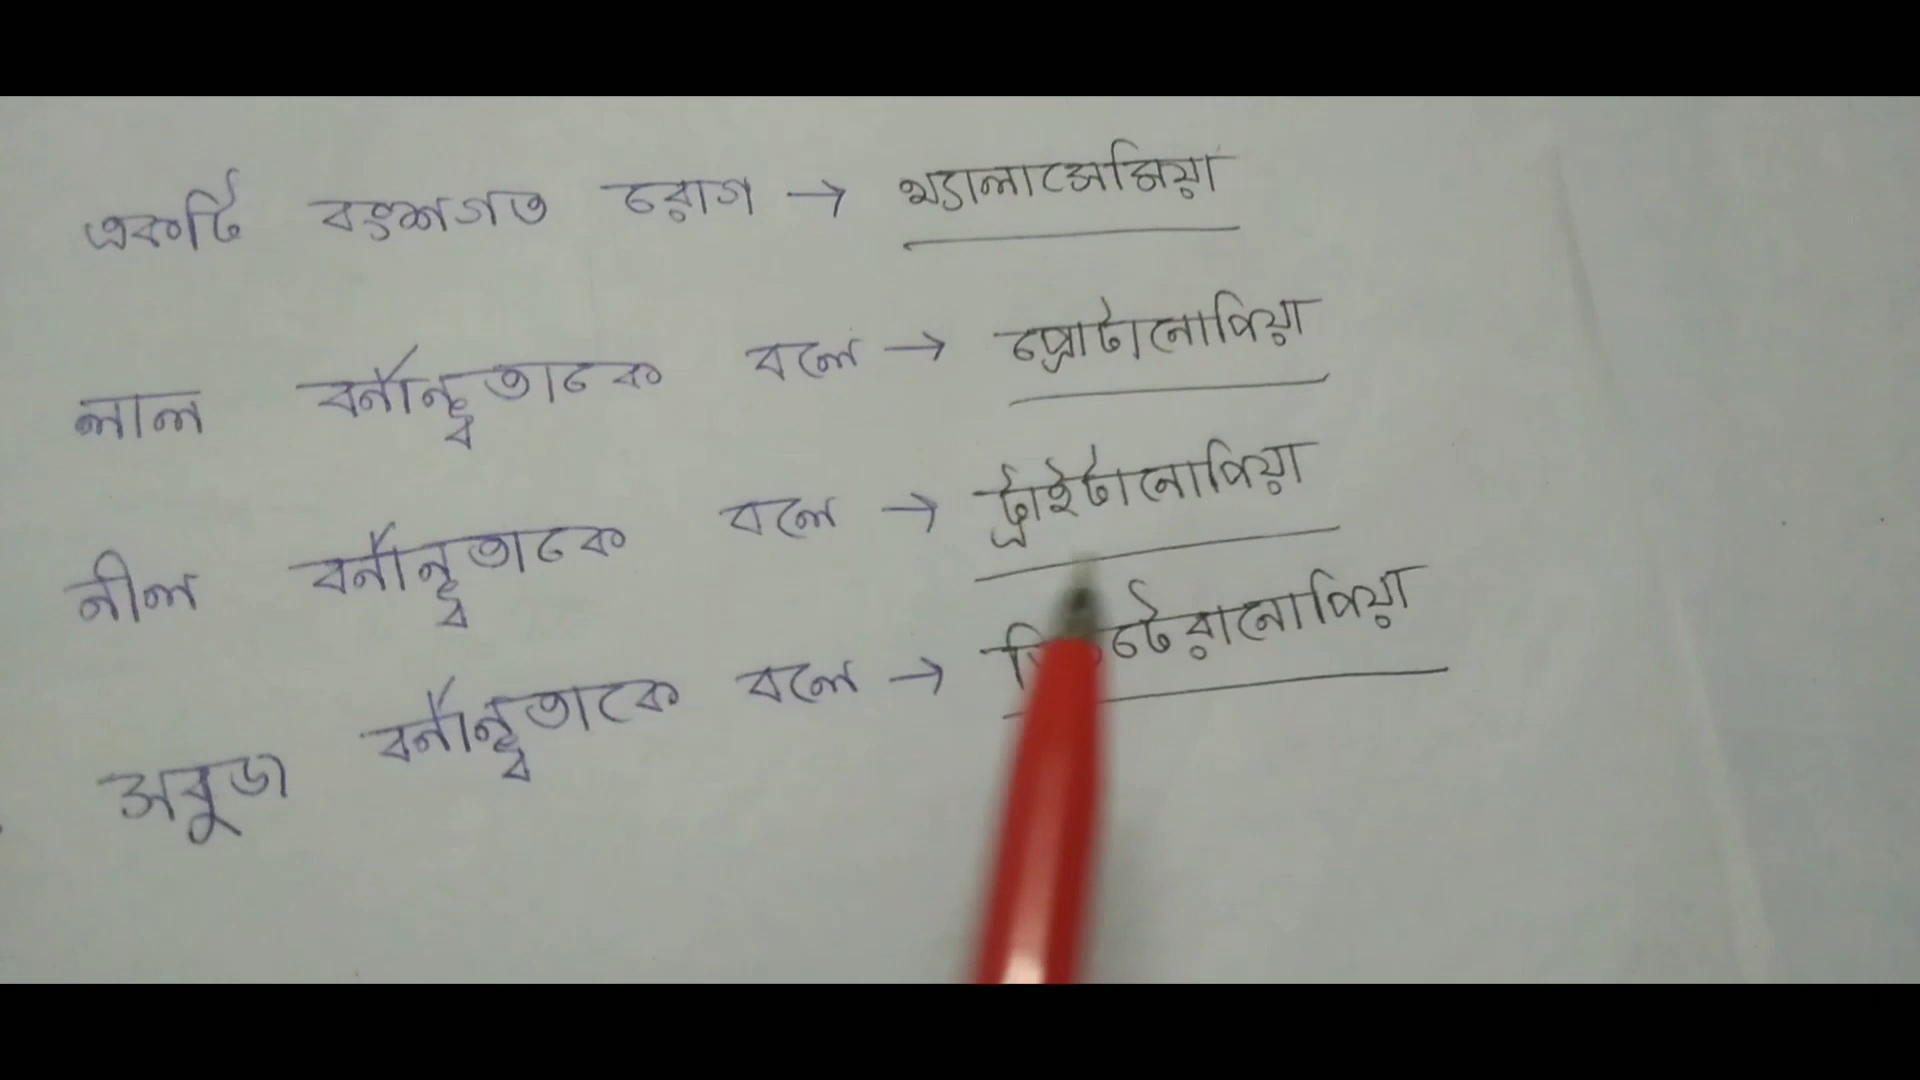 একটি বংশগত রোগ → থ্যালাসেমিয়া
লাল বর্নান্ধতাকে বলে → প্রোটানোপিয়া
নীল বর্নান্ধতাকে বলে → ট্রাইটানোপিয়া
সবুজ বর্নান্ধতাকে বলে →